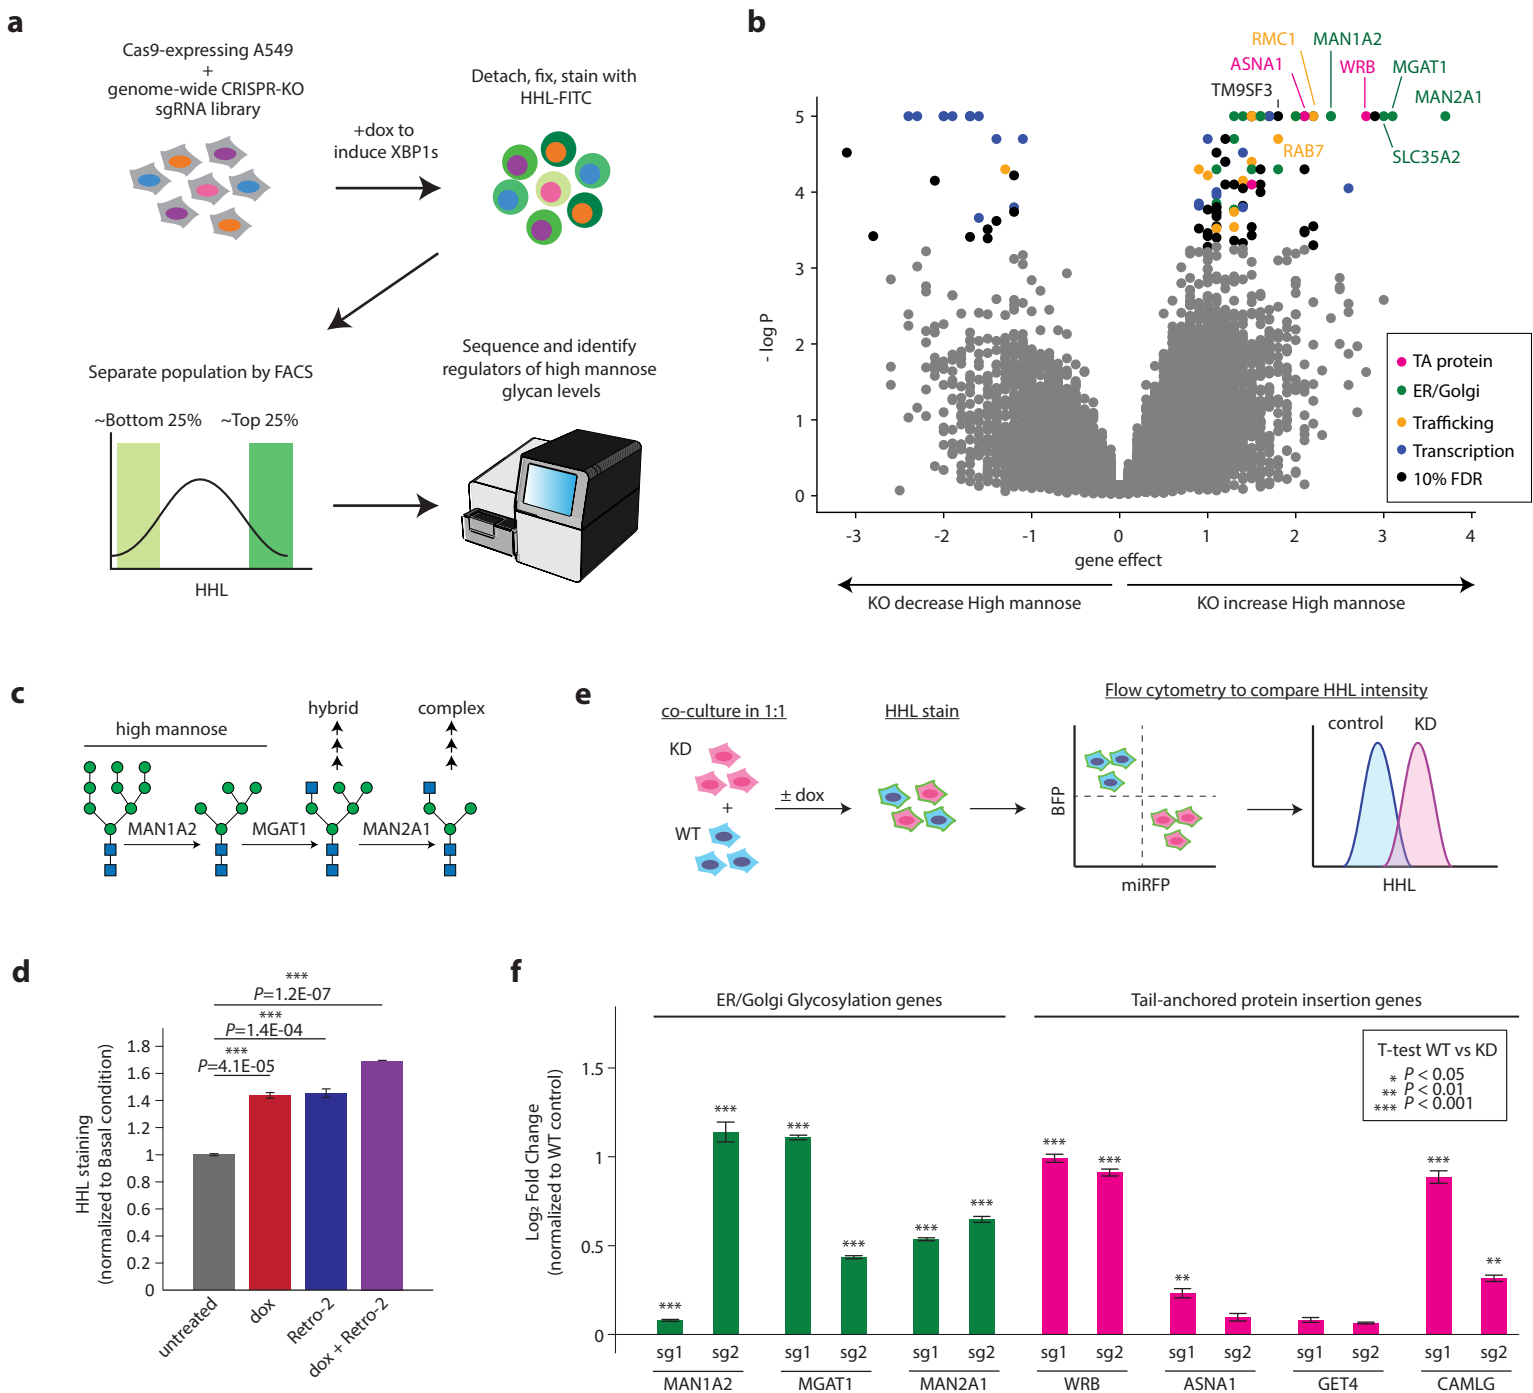 a
Cas9-expressing A549
+
genome-wide CRISPR-KO
sgRNA library
+dox to
induce XBP1s
Detach, fix, stain with
HHL-FITC
Separate population by FACS
~Bottom 25%
~Top 25%
HHL
Sequence and identify
regulators of high mannose
glycan levels
b
RMC1
MAN1A2
ASNA1
WRB
MGAT1
TM9SF3
MAN2A1
RAB7
SLC35A2
5
4
3
2
1
0
- log P
-3
-2
-1
0
1
2
3
4
gene effect
KO decrease High mannose
KO increase High mannose
TA protein
ER/Golgi
Trafficking
Transcription
10% FDR
c
high mannose
hybrid
complex
MAN1A2
MGAT1
MAN2A1
e
co-culture in 1:1
KD
+
WT
± dox
HHL stain
Flow cytometry to compare HHL intensity
BFP
miRFP
control
KD
HHL
d
***
P=1.2E-07
***
P=1.4E-04
***
P=4.1E-05
1.8
1.6
1.4
1.2
1
0.8
0.6
0.4
0.2
0
HHL staining
(normalized to Basal condition)
untreated
dox
Retro-2
dox + Retro-2
f
ER/Golgi Glycosylation genes
Tail-anchored protein insertion genes
T-test WT vs KD
* P < 0.05
** P < 0.01
*** P < 0.001
1.5
1
0.5
0
Log₂ Fold Change
(normalized to WT control)
***
***
***
***
***
***
***
***
**
***
**
sg1
sg2
sg1
sg2
sg1
sg2
sg1
sg2
sg1
sg2
sg1
sg2
sg1
sg2
MAN1A2
MGAT1
MAN2A1
WRB
ASNA1
GET4
CAMLG